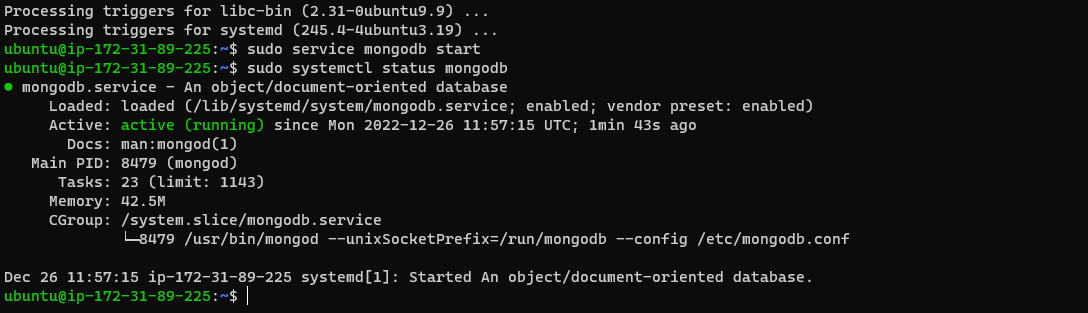 Processing triggers for libc-bin (2.31-0ubuntu9.9) ...
Processing triggers for systemd (245.4-4ubuntu3.19) ...
ubuntu@ip-172-31-89-225:~$ sudo service mongodb start
ubuntu@ip-172-31-89-225:~$ sudo systemctl status mongodb
● mongodb.service - An object/document-oriented database
     Loaded: loaded (/lib/systemd/system/mongodb.service; enabled; vendor preset: enabled)
     Active: active (running) since Mon 2022-12-26 11:57:15 UTC; 1min 43s ago
       Docs: man:mongod(1)
   Main PID: 8479 (mongod)
      Tasks: 23 (limit: 1143)
     Memory: 42.5M
     CGroup: /system.slice/mongodb.service
             └─8479 /usr/bin/mongod --unixSocketPrefix=/run/mongodb --config /etc/mongodb.conf

Dec 26 11:57:15 ip-172-31-89-225 systemd[1]: Started An object/document-oriented database.
ubuntu@ip-172-31-89-225:~$